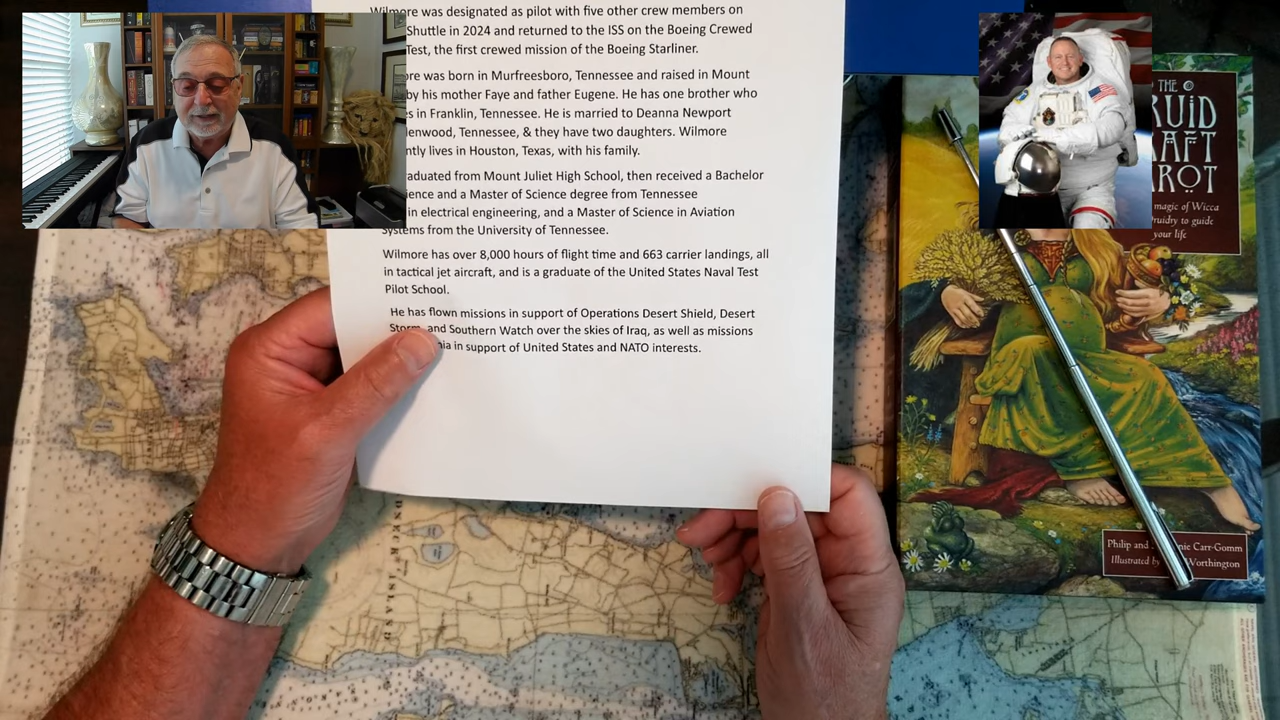 Wilmore was designated as pilot with five other crew members on
Shuttle in 2024 and returned to the ISS on the Boeing Crewed
Test, the first crewed mission of the Boeing Starliner.
re was born in Murfreesboro, Tennessee and raised in Mount
by his mother Faye and father Eugene. He has one brother who
s in Franklin, Tennessee. He is married to Deanna Newport
lenwood, Tennessee, & they have two daughters. Wilmore
ntly lives in Houston, Texas, with his family.
aduated from Mount Juliet High School, then received a Bachelor
ience and a Master of Science degree from Tennessee
in electrical engineering, and a Master of Science in Aviation
Systems from the University of Tennessee.
Wilmore has over 8,000 hours of flight time and 663 carrier landings, all
in tactical jet aircraft, and is a graduate of the United States Naval Test
Pilot School.
He has flown missions in support of Operations Desert Shield, Desert
Storm, and Southern Watch over the skies of Iraq, as well as missions
nia in support of United States and NATO interests.
THE
RUID
RAFT
ROT
magic of Wicca
Druidry to guide
your life
Philip and nie Carr-Gomm
Illustrated by Worthington